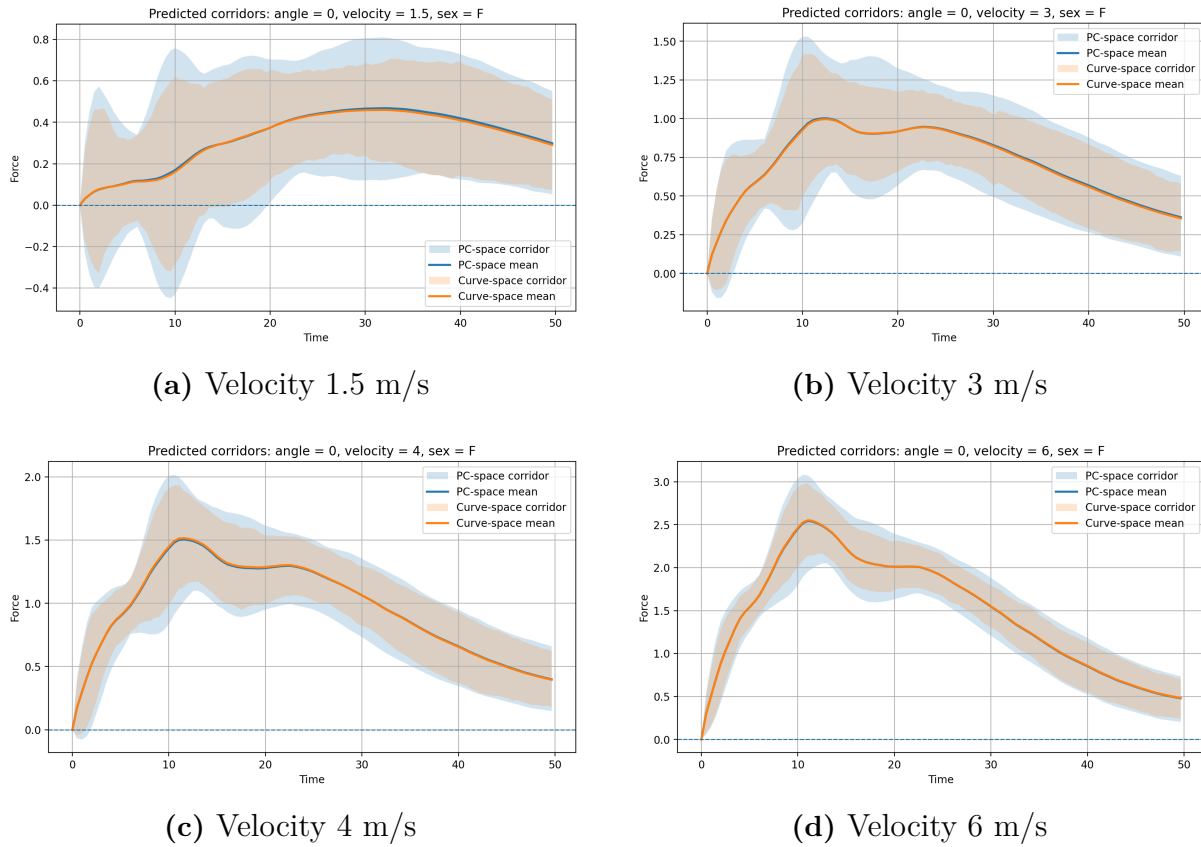 Predicted corridors: angle = 0, velocity = 1.5, sex = F
0.8
0.6
0.4
0.2
0.0
−0.2
−0.4
Force
0 10 20 30 40 50
Time
PC-space corridor
PC-space mean
Curve-space corridor
Curve-space mean
(a) Velocity 1.5 m/s
Predicted corridors: angle = 0, velocity = 3, sex = F
1.50
1.25
1.00
0.75
0.50
0.25
0.00
Force
0 10 20 30 40 50
Time
PC-space corridor
PC-space mean
Curve-space corridor
Curve-space mean
(b) Velocity 3 m/s
Predicted corridors: angle = 0, velocity = 4, sex = F
2.0
1.5
1.0
0.5
0.0
Force
0 10 20 30 40 50
Time
PC-space corridor
PC-space mean
Curve-space corridor
Curve-space mean
(c) Velocity 4 m/s
Predicted corridors: angle = 0, velocity = 6, sex = F
3.0
2.5
2.0
1.5
1.0
0.5
0.0
Force
0 10 20 30 40 50
Time
PC-space corridor
PC-space mean
Curve-space corridor
Curve-space mean
(d) Velocity 6 m/s